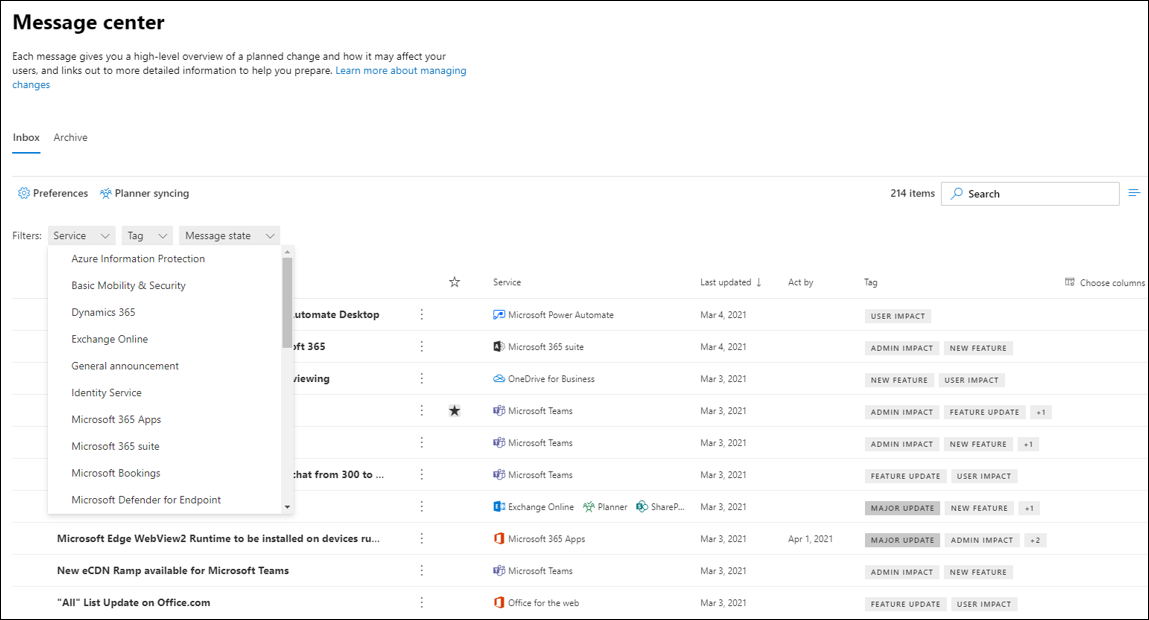 Message center
Each message gives you a high-level overview of a planned change and how it may affect your
users, and links out to more detailed information to help you prepare. Learn more about managing
changes
Inbox Archive
Preferences Planner syncing 214 items Search
Filters: Service Tag Message state
Azure Information Protection
Basic Mobility & Security
Dynamics 365
Exchange Online
General announcement
Identity Service
Microsoft 365 Apps
Microsoft 365 suite
Microsoft Bookings
Microsoft Defender for Endpoint
Service Last updated ↓ Act by Tag Choose columns
utomate Desktop Microsoft Power Automate Mar 4, 2021 USER IMPACT
oft 365 Microsoft 365 suite Mar 4, 2021 ADMIN IMPACT NEW FEATURE
viewing OneDrive for Business Mar 3, 2021 NEW FEATURE USER IMPACT
Microsoft Teams Mar 3, 2021 ADMIN IMPACT FEATURE UPDATE +1
Microsoft Teams Mar 3, 2021 ADMIN IMPACT NEW FEATURE +1
chat from 300 to ... Microsoft Teams Mar 3, 2021 FEATURE UPDATE USER IMPACT
Exchange Online Planner ShareP... Mar 3, 2021 MAJOR UPDATE NEW FEATURE +1
Microsoft Edge WebView2 Runtime to be installed on devices ru... Microsoft 365 Apps Mar 3, 2021 Apr 1, 2021 MAJOR UPDATE ADMIN IMPACT +2
New eCDN Ramp available for Microsoft Teams Microsoft Teams Mar 3, 2021 ADMIN IMPACT NEW FEATURE
"All" List Update on Office.com Office for the web Mar 3, 2021 FEATURE UPDATE USER IMPACT